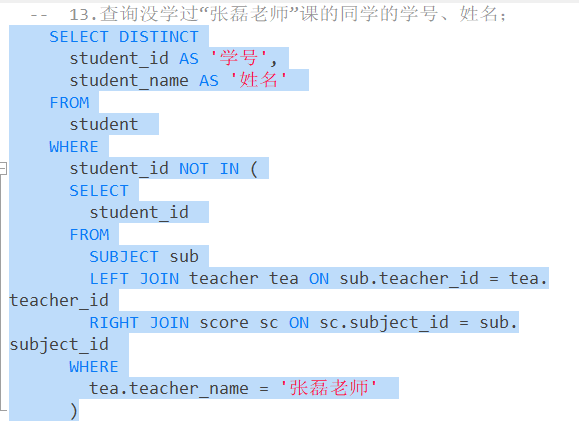 -- 13.查询没学过“张磊老师”课的同学的学号、姓名;
SELECT DISTINCT
student_id AS '学号',
student_name AS '姓名'
FROM
student
WHERE
student_id NOT IN (
SELECT
student_id
FROM
SUBJECT sub
LEFT JOIN teacher tea ON sub.teacher_id = tea.
teacher_id
RIGHT JOIN score sc ON sc.subject_id = sub.
subject_id
WHERE
tea.teacher_name = '张磊老师'
)